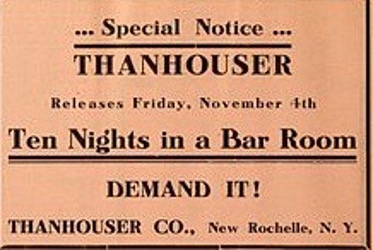 ... Special Notice ...
THANHOUSER
Releases Friday, November 4th
Ten Nights in a Bar Room
DEMAND IT!
THANHOUSER CO., New Rochelle, N. Y.